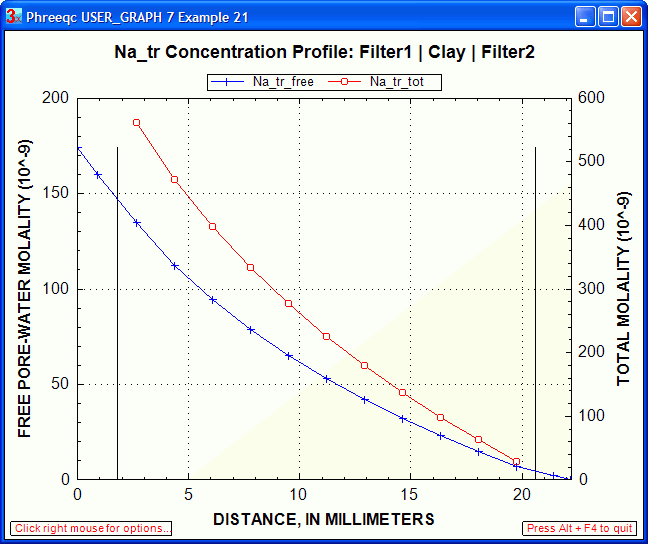 Phreeqc USER_GRAPH 7 Example 21
Na_tr Concentration Profile: Filter1 | Clay | Filter2
Na_tr_free Na_tr_tot
FREE PORE-WATER MOLALITY (10^-9)
200
150
100
50
0
600
500
400
300
200
100
0
TOTAL MOLALITY (10^-9)
0 5 10 15 20
DISTANCE, IN MILLIMETERS
Click right mouse for options...
Press Alt + F4 to quit